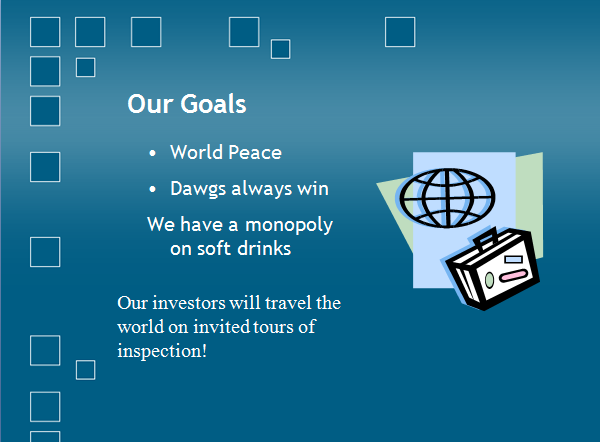 Our Goals
• World Peace
• Dawgs always win
We have a monopoly
on soft drinks
Our investors will travel the
world on invited tours of
inspection!